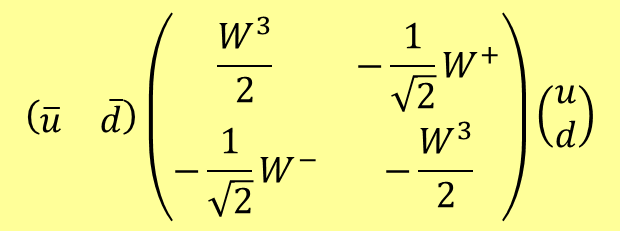 (ū d̄) ( W³/2 −1/√2 W⁺ ) (u)
( −1/√2 W⁻ −W³/2 ) (d)